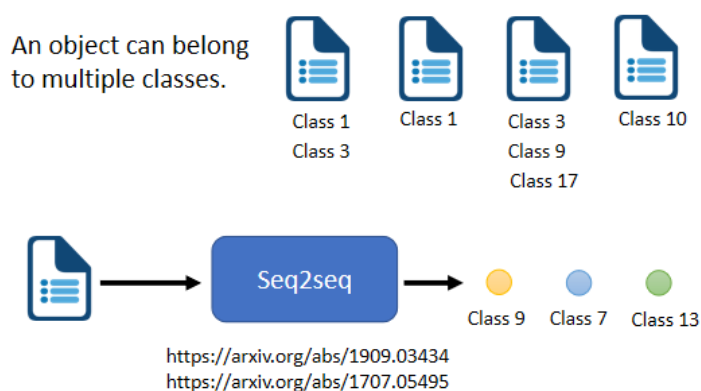 An object can belong
to multiple classes.
Class 1
Class 3
Class 1
Class 3
Class 9
Class 17
Class 10
Seq2seq
Class 9
Class 7
Class 13
https://arxiv.org/abs/1909.03434
https://arxiv.org/abs/1707.05495